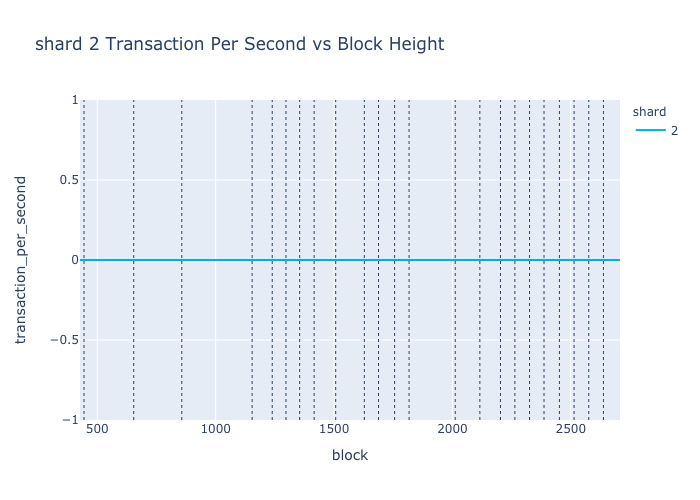 shard 2 Transaction Per Second vs Block Height
shard
2
1
0.5
0
−0.5
−1
transaction_per_second
500
1000
1500
2000
2500
block